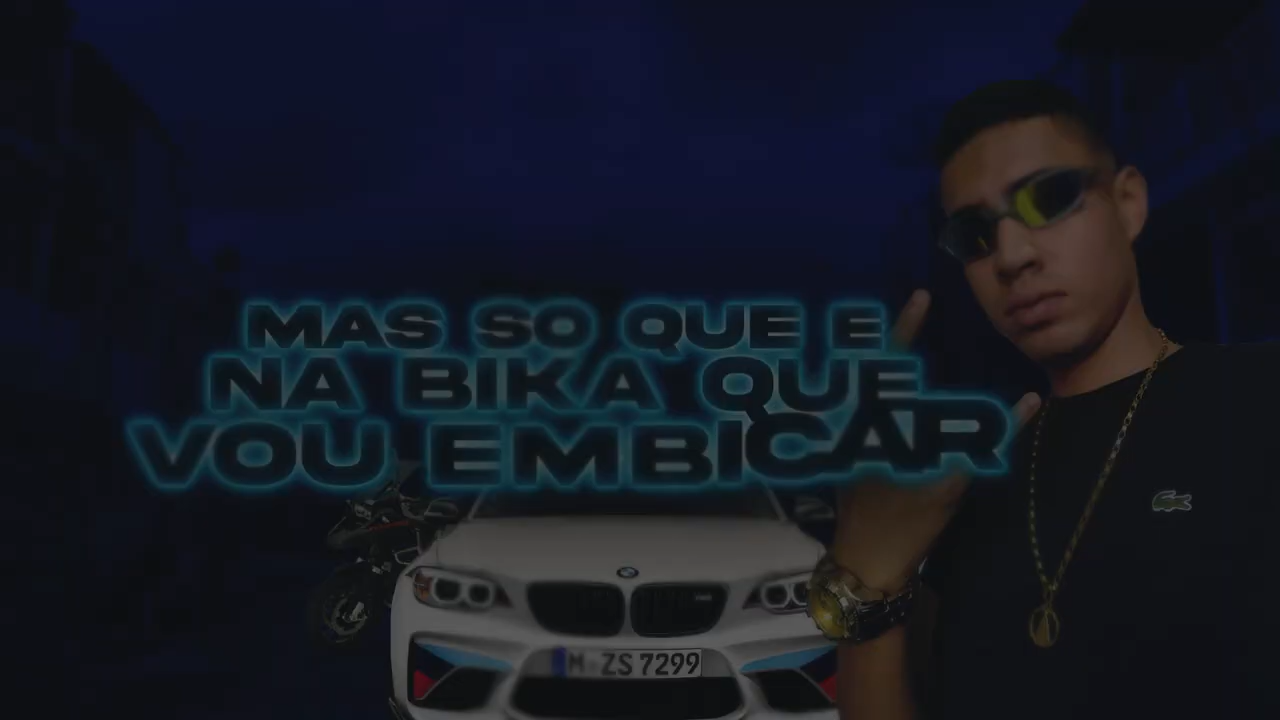 MAS SO QUE E
NA BIKA QUE
VOU EMBICAR
M ZS 7299